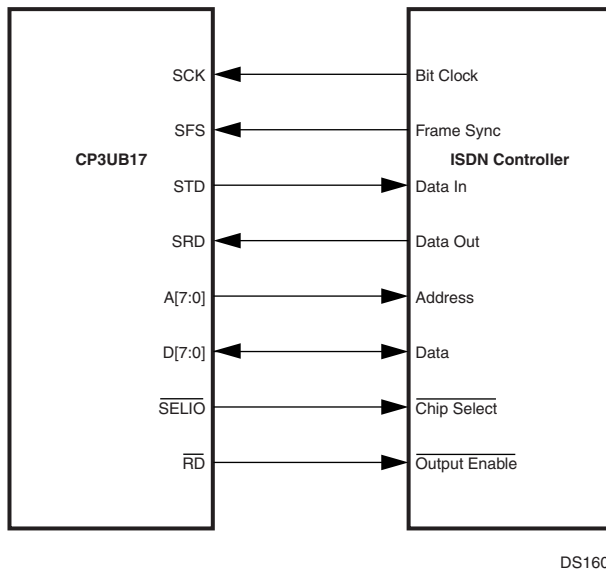 SCK Bit Clock
SFS Frame Sync
CP3UB17 ISDN Controller
STD Data In
SRD Data Out
A[7:0] Address
D[7:0] Data
SELIO Chip Select
RD Output Enable
DS160